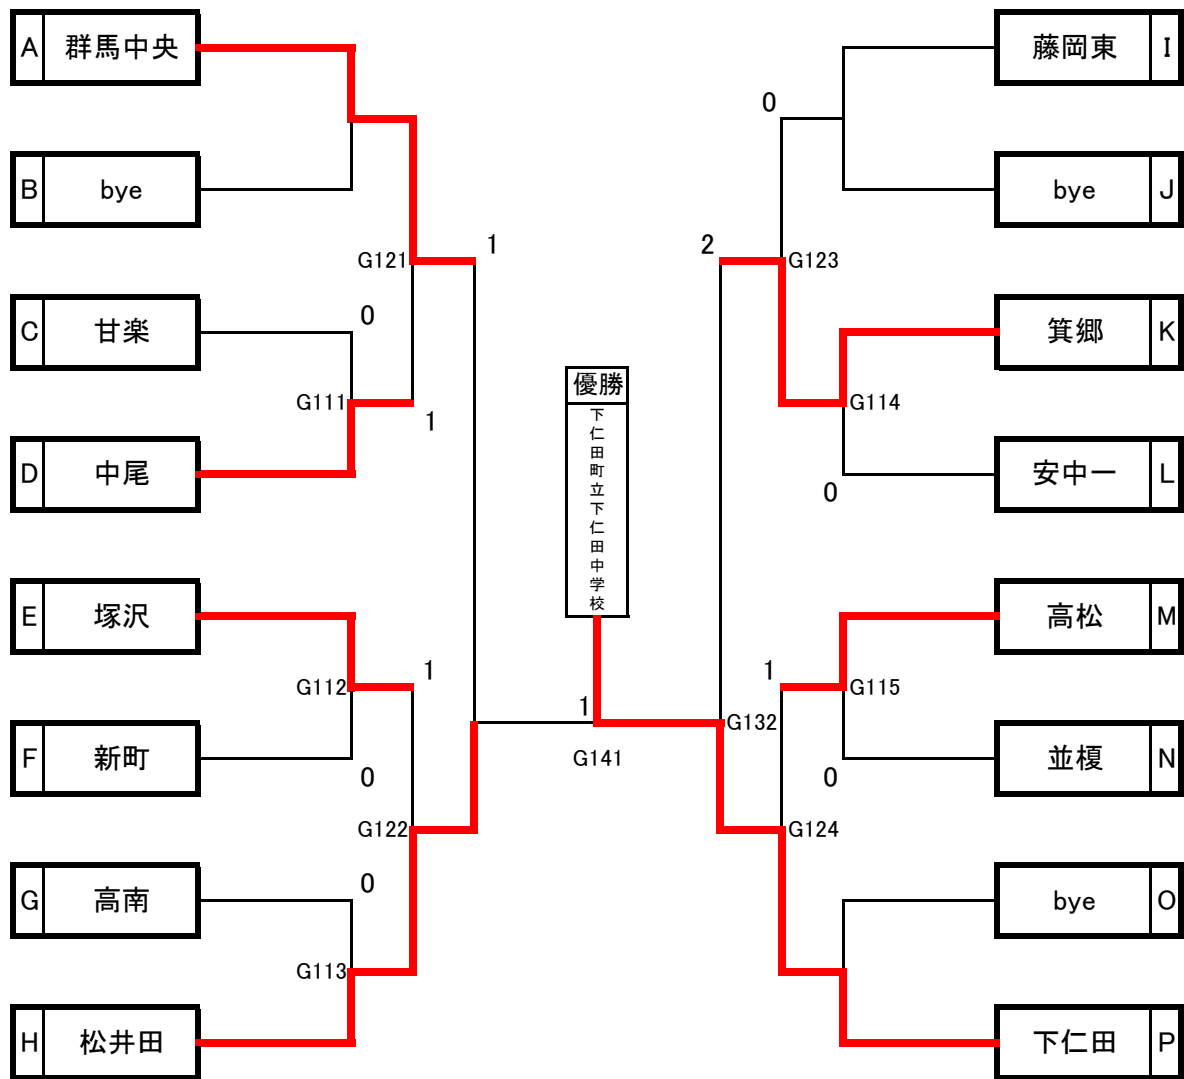 A 群馬中央
B bye
G121
1
C 甘楽
0
G111
1
D 中尾
E 塚沢
G112
1
F 新町
0
G122
G 高南
0
G113
H 松井田
優勝
下仁田町立下仁田中学校
1
G141
藤岡東 I
0
bye J
2
G123
箕郷 K
G114
安中一 L
0
高松 M
1
G115
G132
並榎 N
0
G124
bye O
下仁田 P